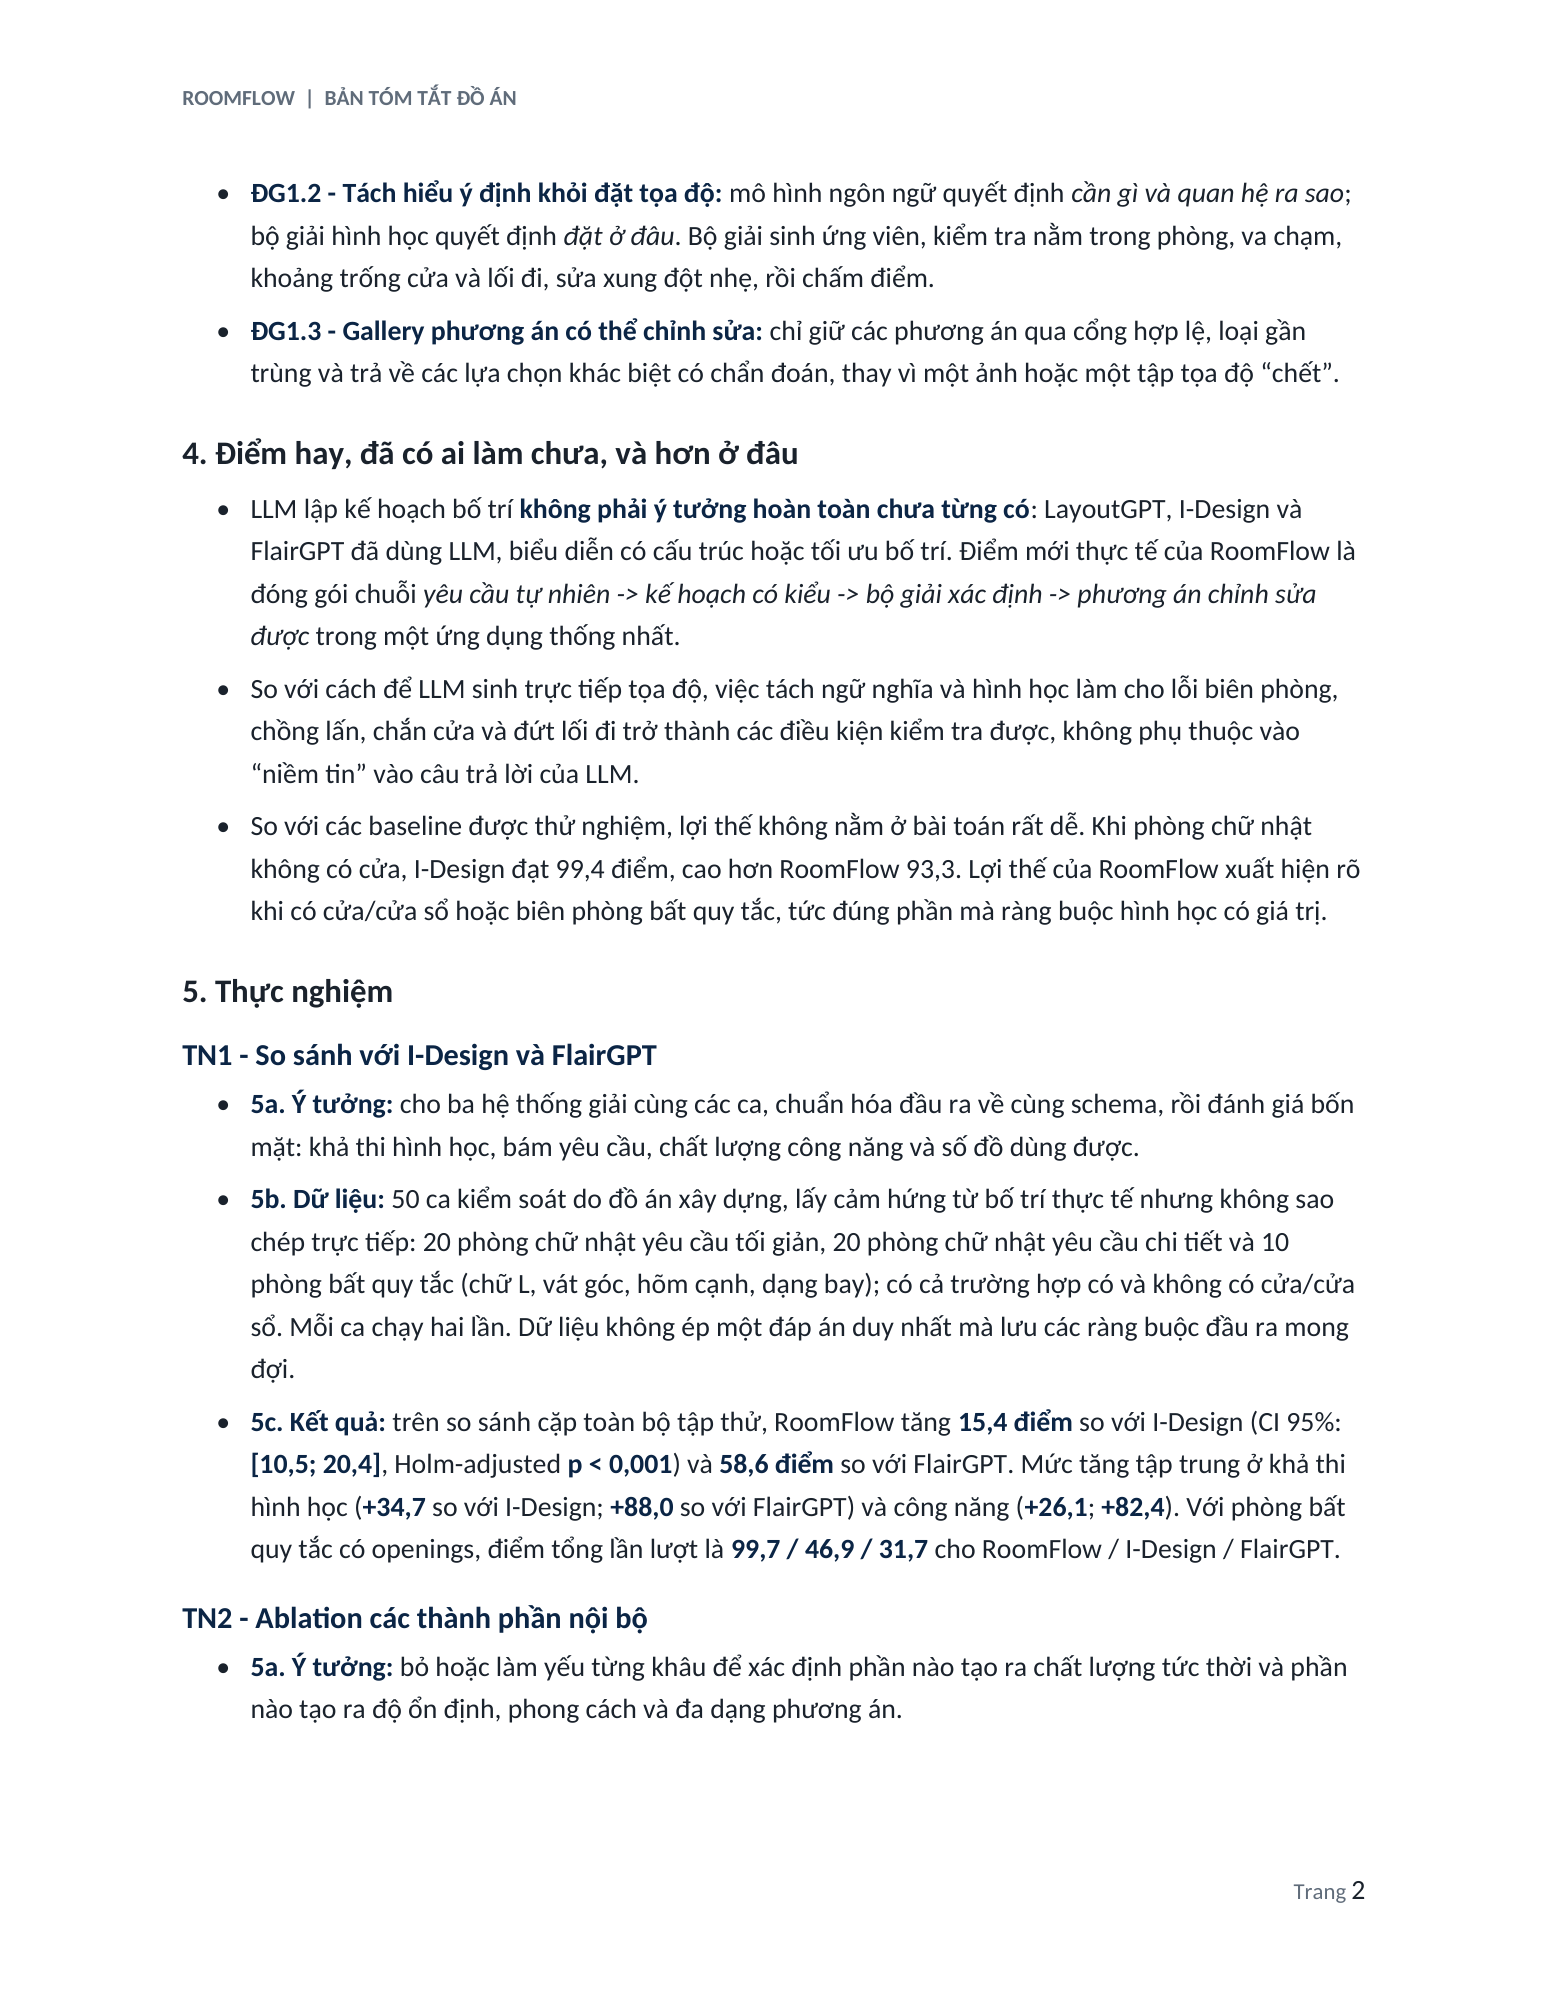 ROOMFLOW | BẢN TÓM TẮT ĐỒ ÁN
• ĐG1.2 - Tách hiểu ý định khỏi đặt tọa độ: mô hình ngôn ngữ quyết định cần gì và quan hệ ra sao;
bộ giải hình học quyết định đặt ở đâu. Bộ giải sinh ứng viên, kiểm tra nằm trong phòng, va chạm,
khoảng trống cửa và lối đi, sửa xung đột nhẹ, rồi chấm điểm.
• ĐG1.3 - Gallery phương án có thể chỉnh sửa: chỉ giữ các phương án qua cổng hợp lệ, loại gần
trùng và trả về các lựa chọn khác biệt có chẩn đoán, thay vì một ảnh hoặc một tập tọa độ “chết”.
4. Điểm hay, đã có ai làm chưa, và hơn ở đâu
• LLM lập kế hoạch bố trí không phải ý tưởng hoàn toàn chưa từng có: LayoutGPT, I-Design và
FlairGPT đã dùng LLM, biểu diễn có cấu trúc hoặc tối ưu bố trí. Điểm mới thực tế của RoomFlow là
đóng gói chuỗi yêu cầu tự nhiên -> kế hoạch có kiểu -> bộ giải xác định -> phương án chỉnh sửa
được trong một ứng dụng thống nhất.
• So với cách để LLM sinh trực tiếp tọa độ, việc tách ngữ nghĩa và hình học làm cho lỗi biên phòng,
chồng lấn, chắn cửa và đứt lối đi trở thành các điều kiện kiểm tra được, không phụ thuộc vào
“niềm tin” vào câu trả lời của LLM.
• So với các baseline được thử nghiệm, lợi thế không nằm ở bài toán rất dễ. Khi phòng chữ nhật
không có cửa, I-Design đạt 99,4 điểm, cao hơn RoomFlow 93,3. Lợi thế của RoomFlow xuất hiện rõ
khi có cửa/cửa sổ hoặc biên phòng bất quy tắc, tức đúng phần mà ràng buộc hình học có giá trị.
5. Thực nghiệm
TN1 - So sánh với I-Design và FlairGPT
• 5a. Ý tưởng: cho ba hệ thống giải cùng các ca, chuẩn hóa đầu ra về cùng schema, rồi đánh giá bốn
mặt: khả thi hình học, bám yêu cầu, chất lượng công năng và số đồ dùng được.
• 5b. Dữ liệu: 50 ca kiểm soát do đồ án xây dựng, lấy cảm hứng từ bố trí thực tế nhưng không sao
chép trực tiếp: 20 phòng chữ nhật yêu cầu tối giản, 20 phòng chữ nhật yêu cầu chi tiết và 10
phòng bất quy tắc (chữ L, vát góc, hõm cạnh, dạng bay); có cả trường hợp có và không có cửa/cửa
sổ. Mỗi ca chạy hai lần. Dữ liệu không ép một đáp án duy nhất mà lưu các ràng buộc đầu ra mong
đợi.
• 5c. Kết quả: trên so sánh cặp toàn bộ tập thử, RoomFlow tăng 15,4 điểm so với I-Design (CI 95%:
[10,5; 20,4], Holm-adjusted p < 0,001) và 58,6 điểm so với FlairGPT. Mức tăng tập trung ở khả thi
hình học (+34,7 so với I-Design; +88,0 so với FlairGPT) và công năng (+26,1; +82,4). Với phòng bất
quy tắc có openings, điểm tổng lần lượt là 99,7 / 46,9 / 31,7 cho RoomFlow / I-Design / FlairGPT.
TN2 - Ablation các thành phần nội bộ
• 5a. Ý tưởng: bỏ hoặc làm yếu từng khâu để xác định phần nào tạo ra chất lượng tức thời và phần
nào tạo ra độ ổn định, phong cách và đa dạng phương án.
Trang 2